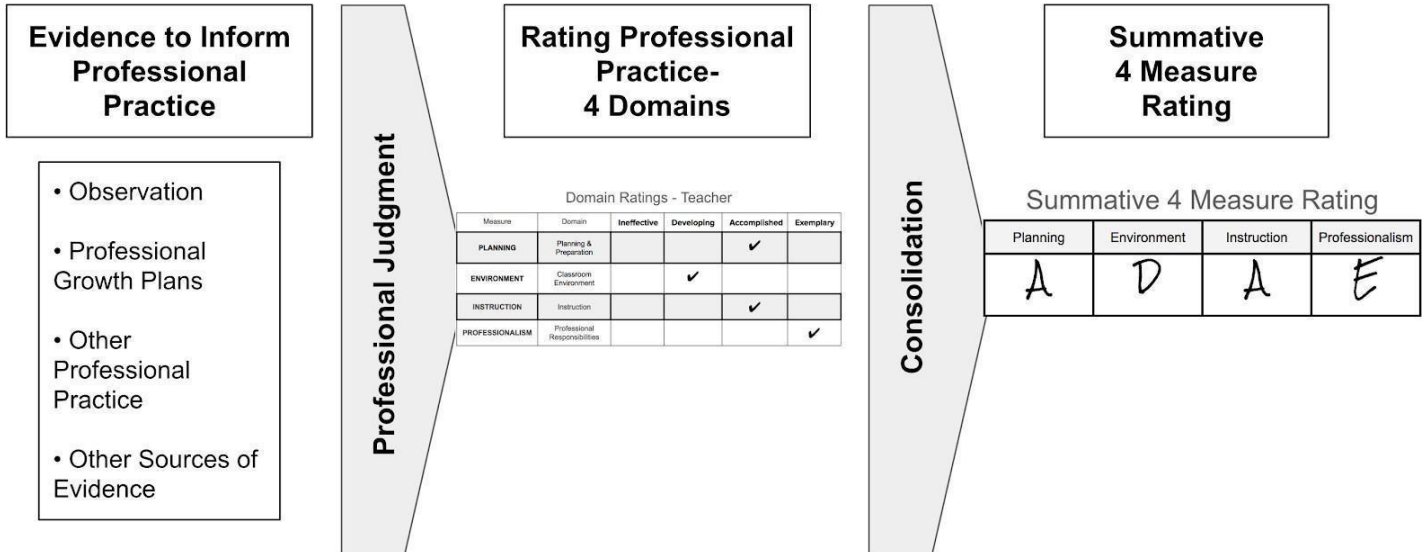 Evidence to Inform
Professional
Practice
• Observation
• Professional
Growth Plans
• Other
Professional
Practice
• Other Sources of
Evidence
Professional Judgment
Rating Professional
Practice-
4 Domains
Domain Ratings - Teacher
Measure Domain Ineffective Developing Accomplished Exemplary
PLANNING Planning &
Preparation ✔
ENVIRONMENT Classroom
Environment ✔
INSTRUCTION Instruction ✔
PROFESSIONALISM Professional
Responsibilities ✔
Consolidation
Summative
4 Measure
Rating
Summative 4 Measure Rating
Planning Environment Instruction Professionalism
A D A E